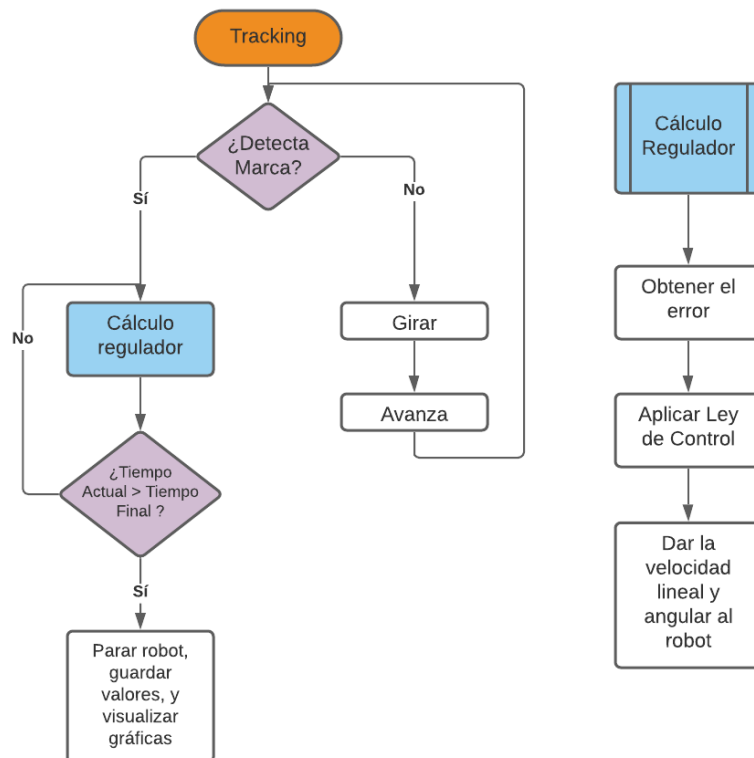 Tracking
¿Detecta
Marca?
Sí
No
Cálculo
regulador
No
¿Tiempo
Actual > Tiempo
Final ?
Sí
Parar robot,
guardar
valores, y
visualizar
gráficas
Girar
Avanza
Cálculo
Regulador
Obtener el
error
Aplicar Ley
de Control
Dar la
velocidad
lineal y
angular al
robot